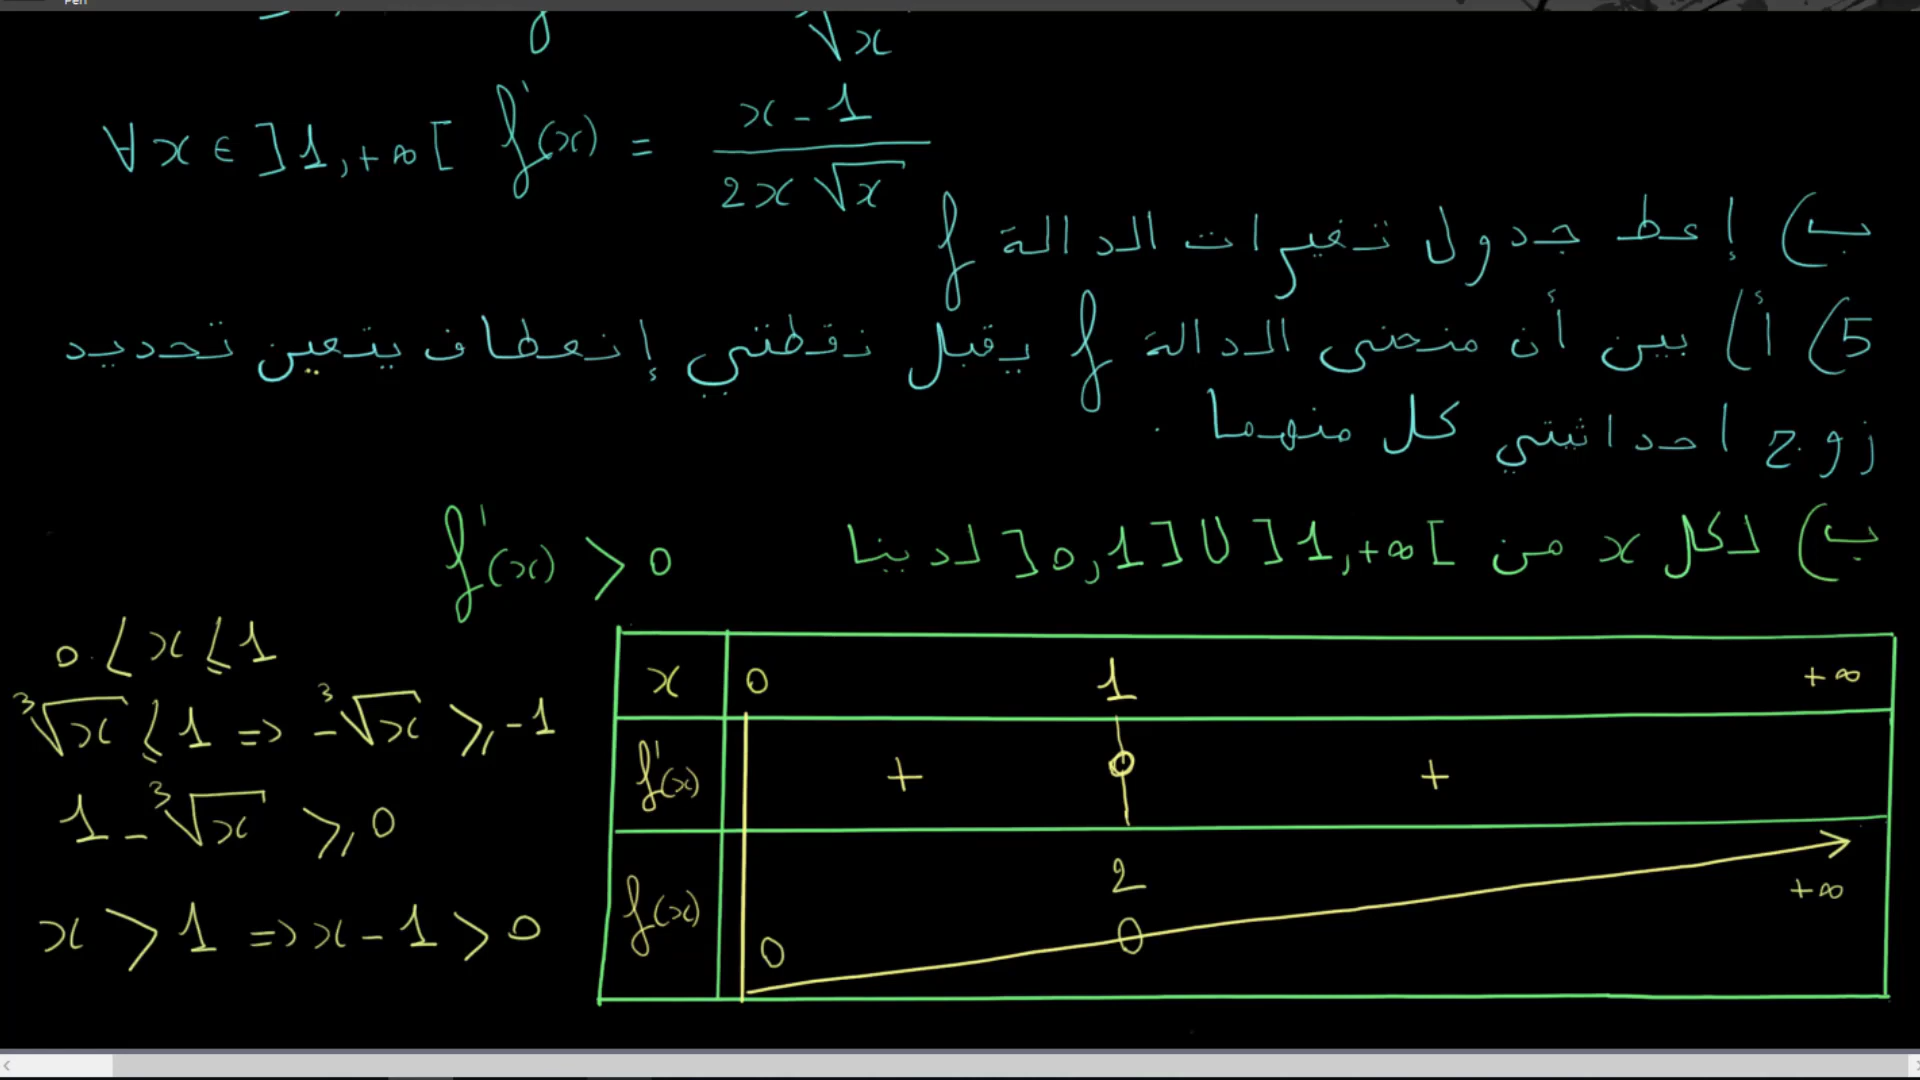 Pen
√x
∀x ∈ ]1,+∞[ f'(x) = (x - 1) / (2x√x)
ب) إعط جدول تغيرات الدالة f
5) أ) بين أن منحنى الدالة f يقبل نقطتي إنعطاف يتعين تحديد
زوج احداثيتي كل منهما .
ب) لكل x من ]0,1]∪]1,+∞[ لدينا f'(x) > 0
0 < x ≤ 1
∛x ≤ 1 => -∛x ≥ -1
1 - ∛x ≥ 0
x > 1 => x - 1 > 0
x 0 1 +∞
f'(x) + 0 +
f(x) 0 2 0 +∞